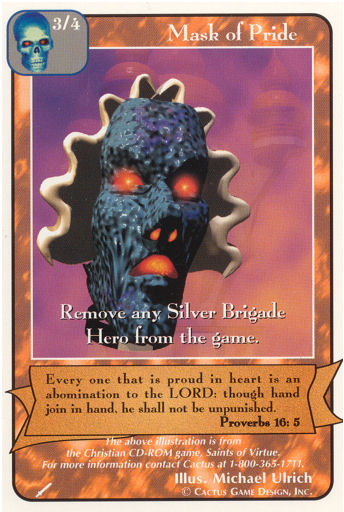 3/4
Mask of Pride
Remove any Silver Brigade
Hero from the game.
Every one that is proud in heart is an
abomination to the LORD: though hand
join in hand, he shall not be unpunished.
Proverbs 16: 5
The above illustration is from
the Christian CD-ROM game, Saints of Virtue.
For more information contact Cactus at 1-800-365-1711.
Illus. Michael Ulrich
© Cactus Game Design, Inc.